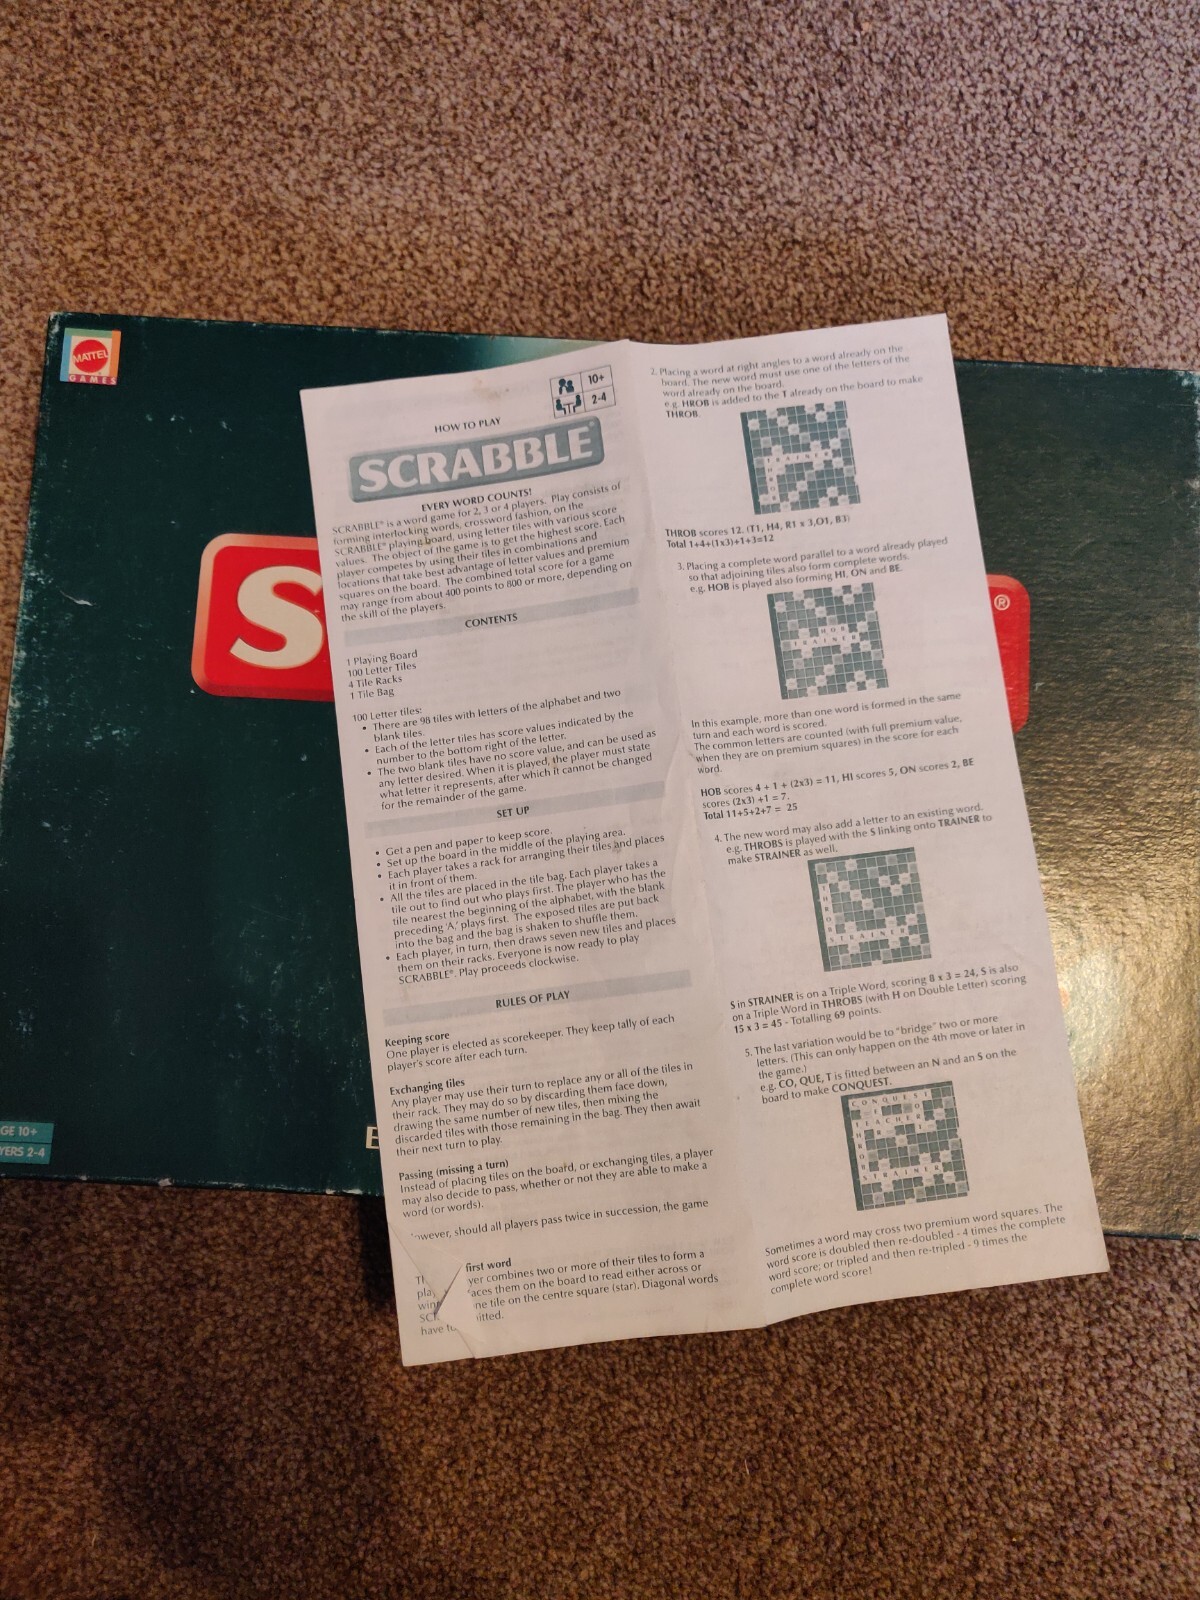 MATTEL
GAMES
10+
2-4
HOW TO PLAY
SCRABBLE®
EVERY WORD COUNTS!
SCRABBLE® is a word game for 2, 3 or 4 players. Play consists of
forming interlocking words, crossword fashion, on the
SCRABBLE® playing board, using letter tiles with various score
values. The object of the game is to get the highest score. Each
player competes by using their tiles in combinations and
locations that take best advantage of letter values and premium
squares on the board. The combined total score for a game
may range from about 400 points to 800 or more, depending on
the skill of the players.
CONTENTS
1 Playing Board
100 Letter Tiles
4 Tile Racks
1 Tile Bag
100 Letter tiles:
• There are 98 tiles with letters of the alphabet and two
blank tiles.
• Each of the letter tiles has score values indicated by the
number to the bottom right of the letter.
• The two blank tiles have no score value, and can be used as
any letter desired. When it is played, the player must state
what letter it represents, after which it cannot be changed
for the remainder of the game.
SET UP
• Get a pen and paper to keep score.
• Set up the board in the middle of the playing area.
• Each player takes a rack for arranging their tiles and places
it in front of them.
• All the tiles are placed in the tile bag. Each player takes a
tile out to find out who plays first. The player who has the
tile nearest the beginning of the alphabet, with the blank
preceding 'A,' plays first. The exposed tiles are put back
into the bag and the bag is shaken to shuffle them.
• Each player, in turn, then draws seven new tiles and places
them on their racks. Everyone is now ready to play
SCRABBLE®. Play proceeds clockwise.
RULES OF PLAY
Keeping score
One player is elected as scorekeeper. They keep tally of each
player's score after each turn.
Exchanging tiles
Any player may use their turn to replace any or all of the tiles in
their rack. They may do so by discarding them face down,
drawing the same number of new tiles, then mixing the
discarded tiles with those remaining in the bag. They then await
their next turn to play.
Passing (missing a turn)
Instead of placing tiles on the board, or exchanging tiles, a player
may also decide to pass, whether or not they are able to make a
word (or words).
owever, should all players pass twice in succession, the game
first word
yer combines two or more of their tiles to form a
aces them on the board to read either across or
ne tile on the centre square (star). Diagonal words
itted.
have
2. Placing a word at right angles to a word already on the
board. The new word must use one of the letters of the
word already on the board.
e.g. HROB is added to the T already on the board to make
THROB.
TRAINER
HROB
THROB scores 12. (T1, H4, R1 x 3,O1, B3)
Total 1+4+(1x3)+1+3=12
3. Placing a complete word parallel to a word already played
so that adjoining tiles also form complete words.
e.g. HOB is played also forming HI, ON and BE.
HOB
TRAINER
In this example, more than one word is formed in the same
turn and each word is scored.
The common letters are counted (with full premium value,
when they are on premium squares) in the score for each
word.
HOB scores 4 + 1 + (2x3) = 11, HI scores 5, ON scores 2, BE
scores (2x3) +1 = 7.
Total 11+5+2+7 = 25
4. The new word may also add a letter to an existing word.
e.g. THROBS is played with the S linking onto TRAINER to
make STRAINER as well.
THROB
STRAINER
S in STRAINER is on a Triple Word, scoring 8 x 3 = 24, S is also
on a Triple Word in THROBS (with H on Double Letter) scoring
15 x 3 = 45 - Totalling 69 points.
5. The last variation would be to "bridge" two or more
letters. (This can only happen on the 4th move or later in
the game.)
e.g. CO, QUE, T is fitted between an N and an S on the
board to make CONQUEST.
CONQUEST
TEACHER
STRAINER
Sometimes a word may cross two premium word squares. The
word score is doubled then re-doubled - 4 times the complete
word score; or tripled and then re-tripled - 9 times the
complete word score!
S
®
GE 10+
YERS 2-4
E